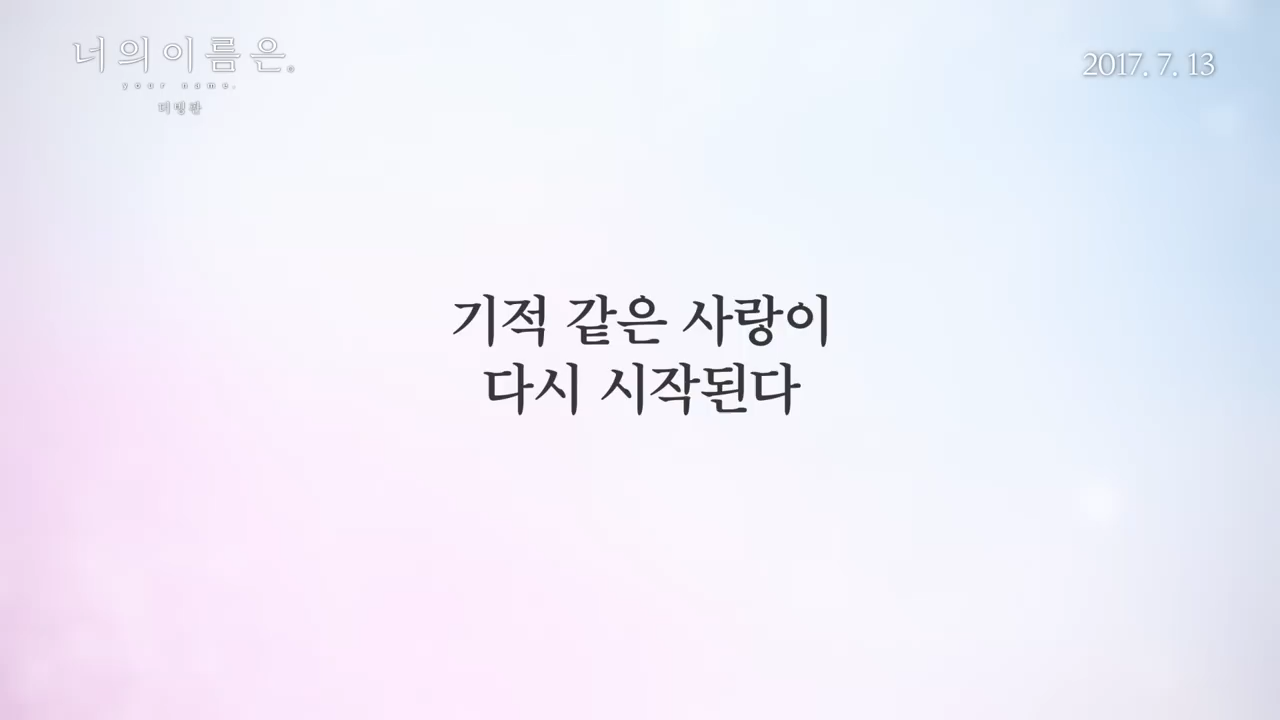 너의 이름은.
your name.
더빙판
2017. 7. 13
기적 같은 사랑이
다시 시작된다